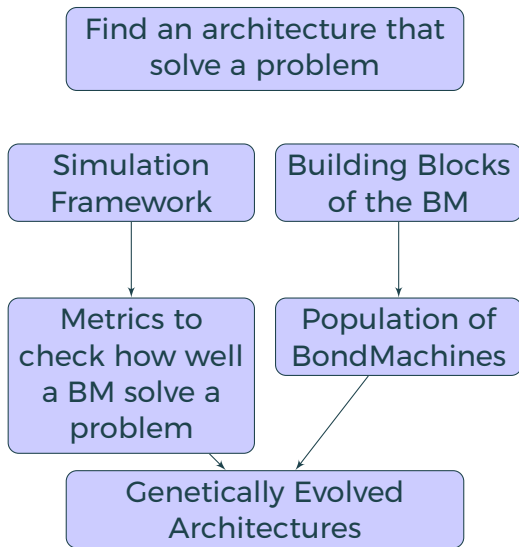 Find an architecture that
solve a problem
Simulation
Framework
Building Blocks
of the BM
Metrics to
check how well
a BM solve a
problem
Population of
BondMachines
Genetically Evolved
Architectures